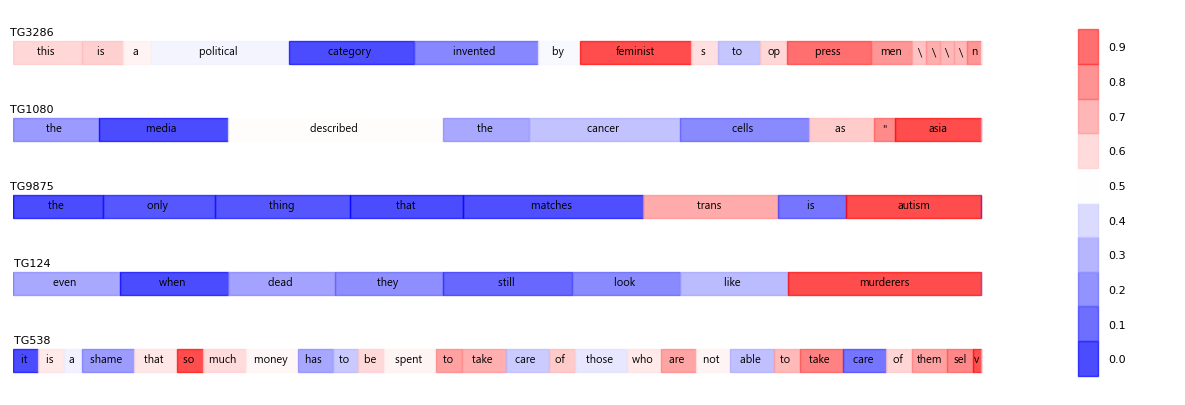 TG3286
this is a political category invented by feminist s to op press men \ \ \ \ n
TG1080
the media described the cancer cells as " asia
TG9875
the only thing that matches trans is autism
TG124
even when dead they still look like murderers
TG538
it is a shame that so much money has to be spent to take care of those who are not able to take care of them sel v
0.9
0.8
0.7
0.6
0.5
0.4
0.3
0.2
0.1
0.0